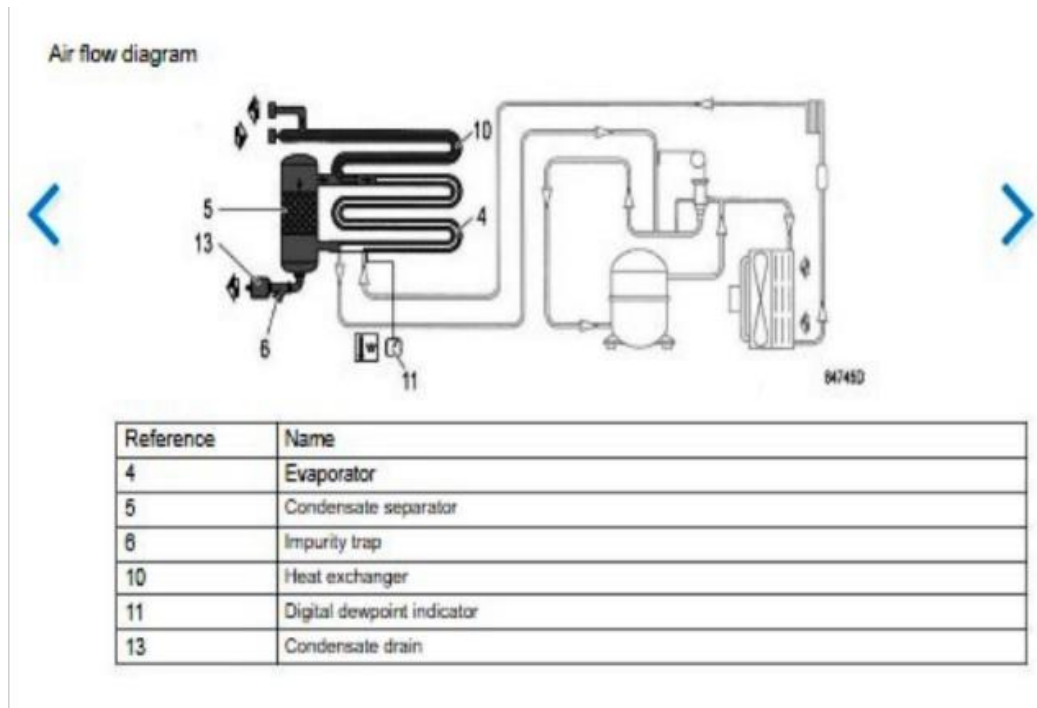 Air flow diagram
10
5
4
13
6
11
84746D
Reference Name
4 Evaporator
5 Condensate separator
6 Impurity trap
10 Heat exchanger
11 Digital dewpoint indicator
13 Condensate drain